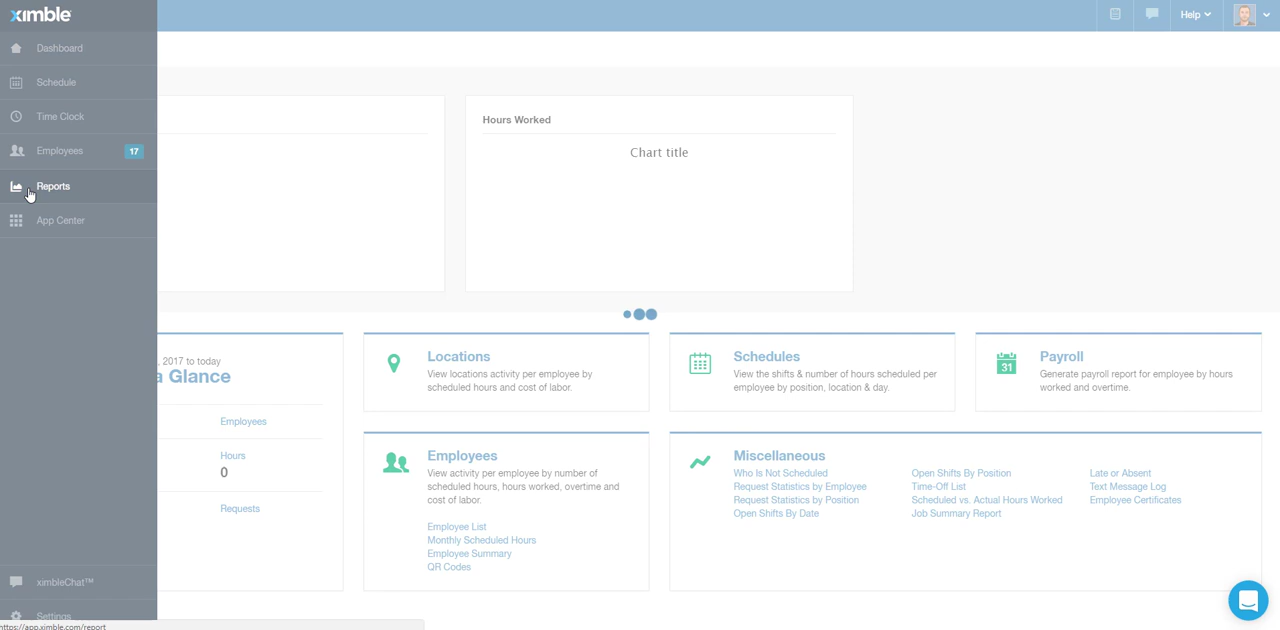 ximble
Help
Dashboard
Schedule
Time Clock
Employees 17
Reports
App Center
Hours Worked
Chart title
, 2017 to today
a Glance
Employees
Hours
0
Requests
Locations
View locations activity per employee by
scheduled hours and cost of labor.
Schedules
View the shifts & number of hours scheduled per
employee by position, location & day.
31
Payroll
Generate payroll report for employee by hours
worked and overtime.
Employees
View activity per employee by number of
scheduled hours, hours worked, overtime and
cost of labor.
Employee List
Monthly Scheduled Hours
Employee Summary
QR Codes
Miscellaneous
Who Is Not Scheduled
Request Statistics by Employee
Request Statistics by Position
Open Shifts By Date
Open Shifts By Position
Time-Off List
Scheduled vs. Actual Hours Worked
Job Summary Report
Late or Absent
Text Message Log
Employee Certificates
ximbleChat™
Settings
https://app.ximble.com/report